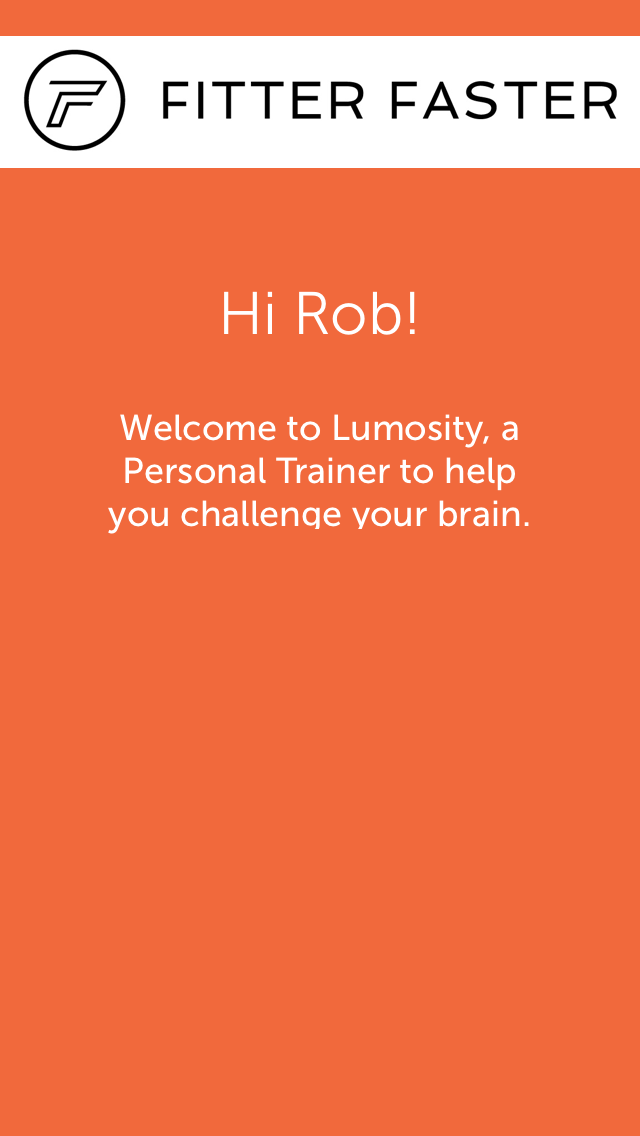 FITTER FASTER
Hi Rob!
Welcome to Lumosity, a
Personal Trainer to help
you challenge your brain.